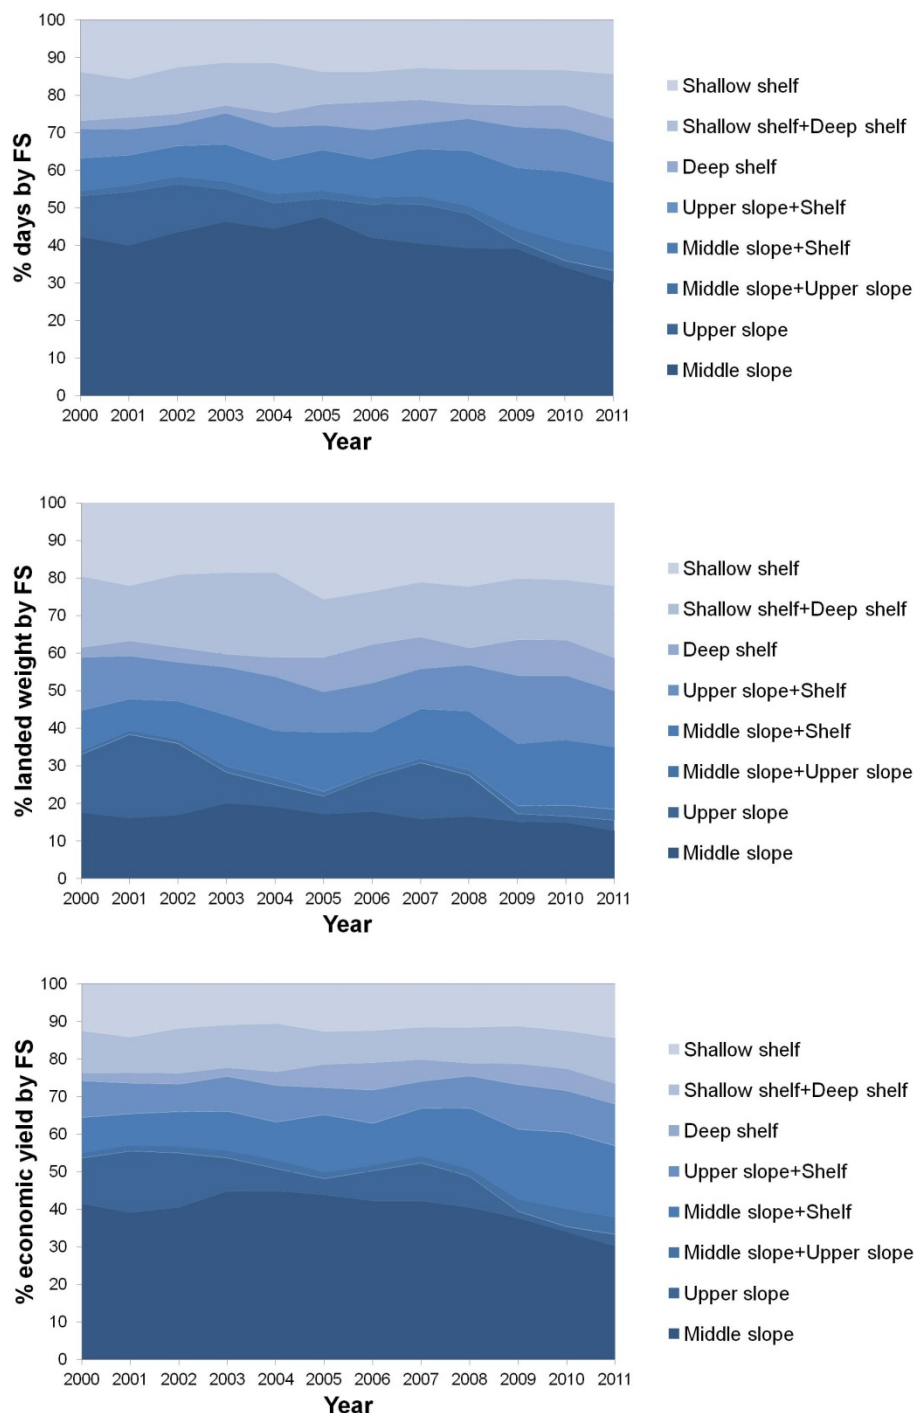 % days by FS
100
90
80
70
60
50
40
30
20
10
0
2000 2001 2002 2003 2004 2005 2006 2007 2008 2009 2010 2011
Year
Shallow shelf
Shallow shelf+Deep shelf
Deep shelf
Upper slope+Shelf
Middle slope+Shelf
Middle slope+Upper slope
Upper slope
Middle slope
% landed weight by FS
100
90
80
70
60
50
40
30
20
10
0
2000 2001 2002 2003 2004 2005 2006 2007 2008 2009 2010 2011
Year
Shallow shelf
Shallow shelf+Deep shelf
Deep shelf
Upper slope+Shelf
Middle slope+Shelf
Middle slope+Upper slope
Upper slope
Middle slope
% economic yield by FS
100
90
80
70
60
50
40
30
20
10
0
2000 2001 2002 2003 2004 2005 2006 2007 2008 2009 2010 2011
Year
Shallow shelf
Shallow shelf+Deep shelf
Deep shelf
Upper slope+Shelf
Middle slope+Shelf
Middle slope+Upper slope
Upper slope
Middle slope